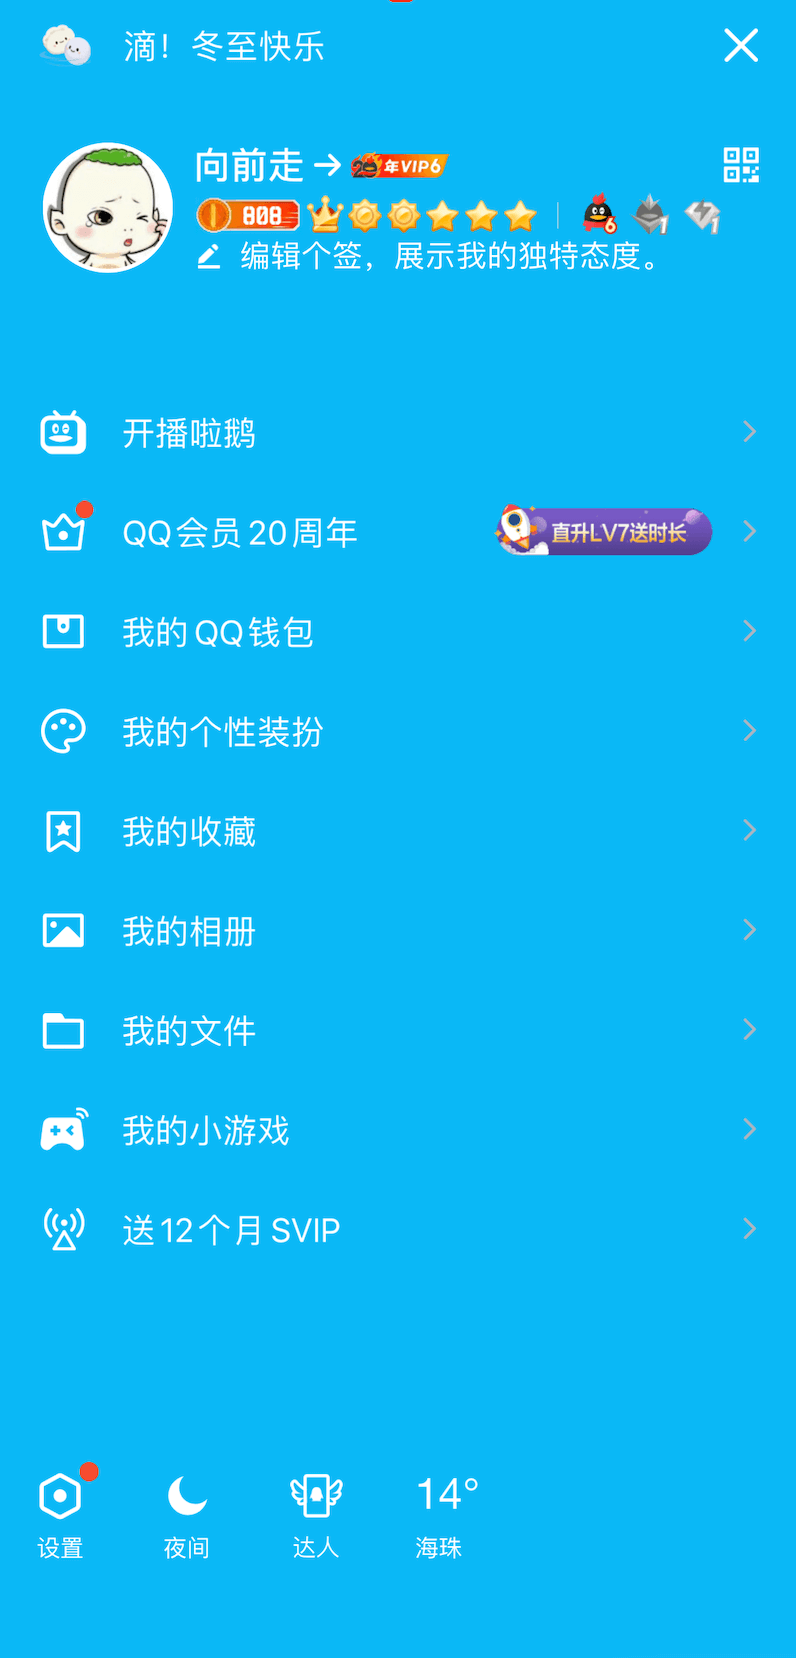 滴！冬至快乐
向前走→ 20年VIP6
808 6 1 1
编辑个签，展示我的独特态度。
开播啦鹅
QQ会员20周年 直升LV7送时长
我的QQ钱包
我的个性装扮
我的收藏
我的相册
我的文件
我的小游戏
送12个月SVIP
14°
设置 夜间 达人 海珠